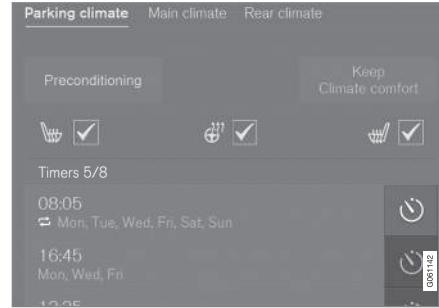 Parking climate Main climate Rear climate
Preconditioning
Keep
Climate comfort
Timers 5/8
08:05
Mon, Tue, Wed, Fri, Sat, Sun
16:45
Mon, Wed, Fri
G061142